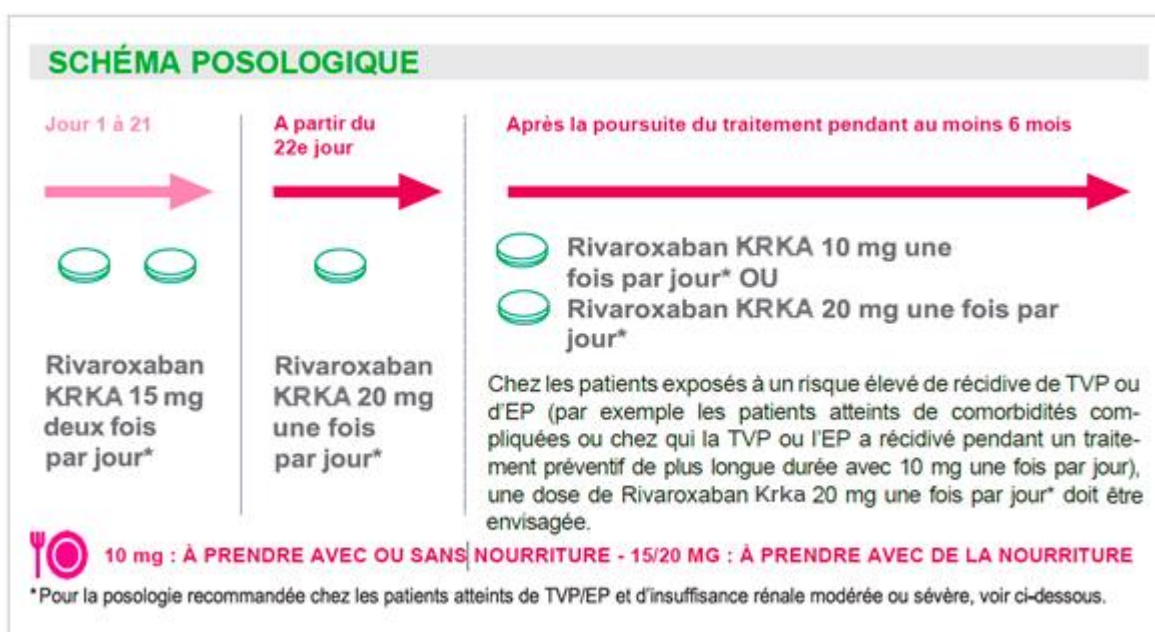 SCHÉMA POSOLOGIQUE
Jour 1 à 21
A partir du
22e jour
Après la poursuite du traitement pendant au moins 6 mois
Rivaroxaban
KRKA 15 mg
deux fois
par jour*
Rivaroxaban
KRKA 20 mg
une fois
par jour*
Rivaroxaban KRKA 10 mg une
fois par jour* OU
Rivaroxaban KRKA 20 mg une fois par
jour*
Chez les patients exposés à un risque élevé de récidive de TVP ou
d'EP (par exemple les patients atteints de comorbidités com-
pliquées ou chez qui la TVP ou l'EP a récidivé pendant un traite-
ment préventif de plus longue durée avec 10 mg une fois par jour),
une dose de Rivaroxaban Krka 20 mg une fois par jour* doit être
envisagée.
10 mg : À PRENDRE AVEC OU SANS NOURRITURE - 15/20 MG : À PRENDRE AVEC DE LA NOURRITURE
*Pour la posologie recommandée chez les patients atteints de TVP/EP et d'insuffisance rénale modérée ou sévère, voir ci-dessous.